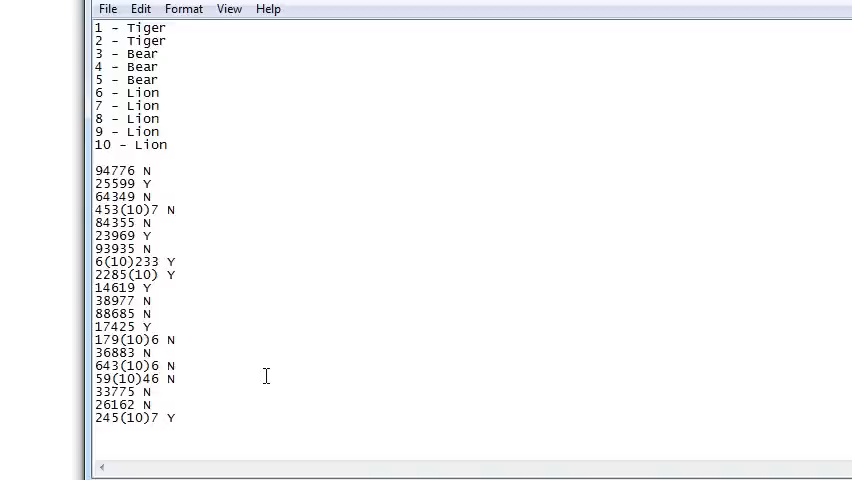 File Edit Format View Help
1 - Tiger
2 - Tiger
3 - Bear
4 - Bear
5 - Bear
6 - Lion
7 - Lion
8 - Lion
9 - Lion
10 - Lion
94776 N
25599 Y
64349 N
453(10)7 N
84355 N
23969 Y
93935 N
6(10)233 Y
2285(10) Y
14619 Y
38977 N
88685 N
17425 Y
179(10)6 N
36883 N
643(10)6 N
59(10)46 N
33775 N
26162 N
245(10)7 Y